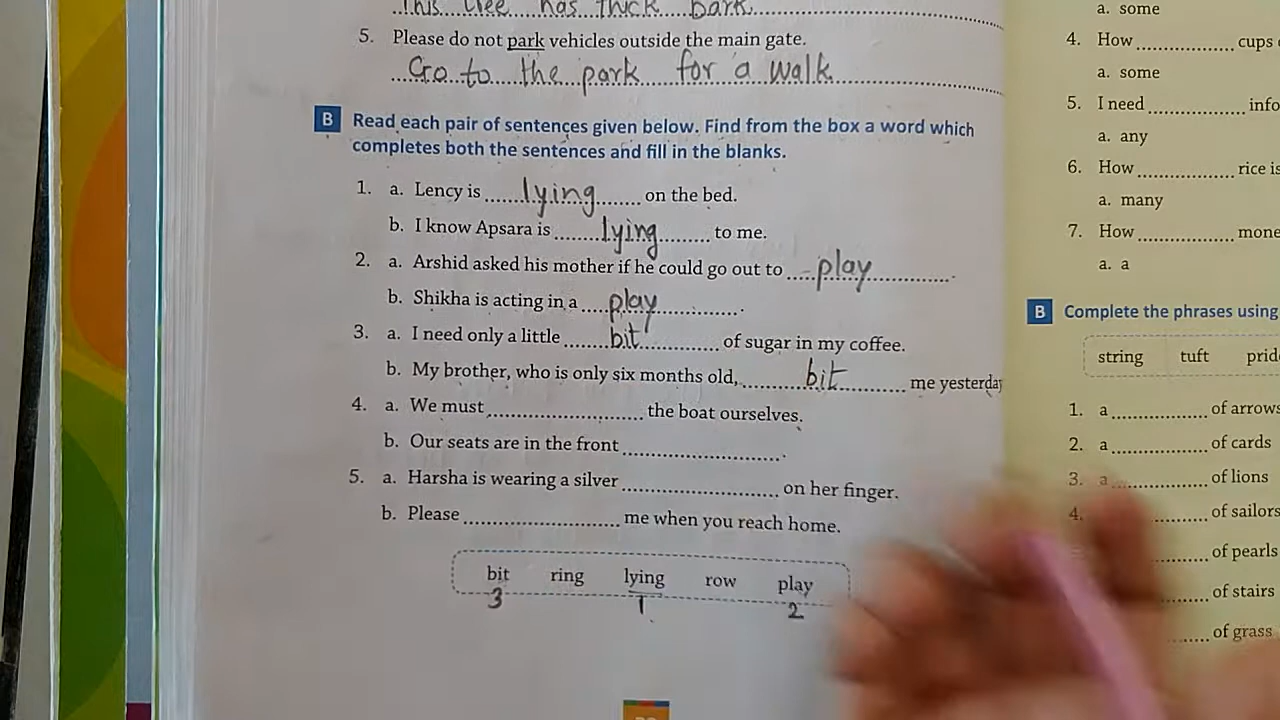 This tree has thick bark.
5. Please do not park vehicles outside the main gate.
Go to the park for a walk
B Read each pair of sentences given below. Find from the box a word which
completes both the sentences and fill in the blanks.
1. a. Lency is ......lying........ on the bed.
b. I know Apsara is ........lying......... to me.
2. a. Arshid asked his mother if he could go out to .....play...............
b. Shikha is acting in a ....play................
3. a. I need only a little ........bit.............. of sugar in my coffee.
b. My brother, who is only six months old, ...........bit........... me yesterday
4. a. We must ............................ the boat ourselves.
b. Our seats are in the front ............................
5. a. Harsha is wearing a silver ............................ on her finger.
b. Please ............................ me when you reach home.
bit ring lying row play
3 1 2
a. some
4. How ................. cups
a. some
5. I need ................. info
a. any
6. How ................. rice is
a. many
7. How ................. mone
a. a
B Complete the phrases using
string tuft pride
1. a ................. of arrows
2. a ................. of cards
3. a ................. of lions
4. ................. of sailors
of pearls
of stairs
of grass